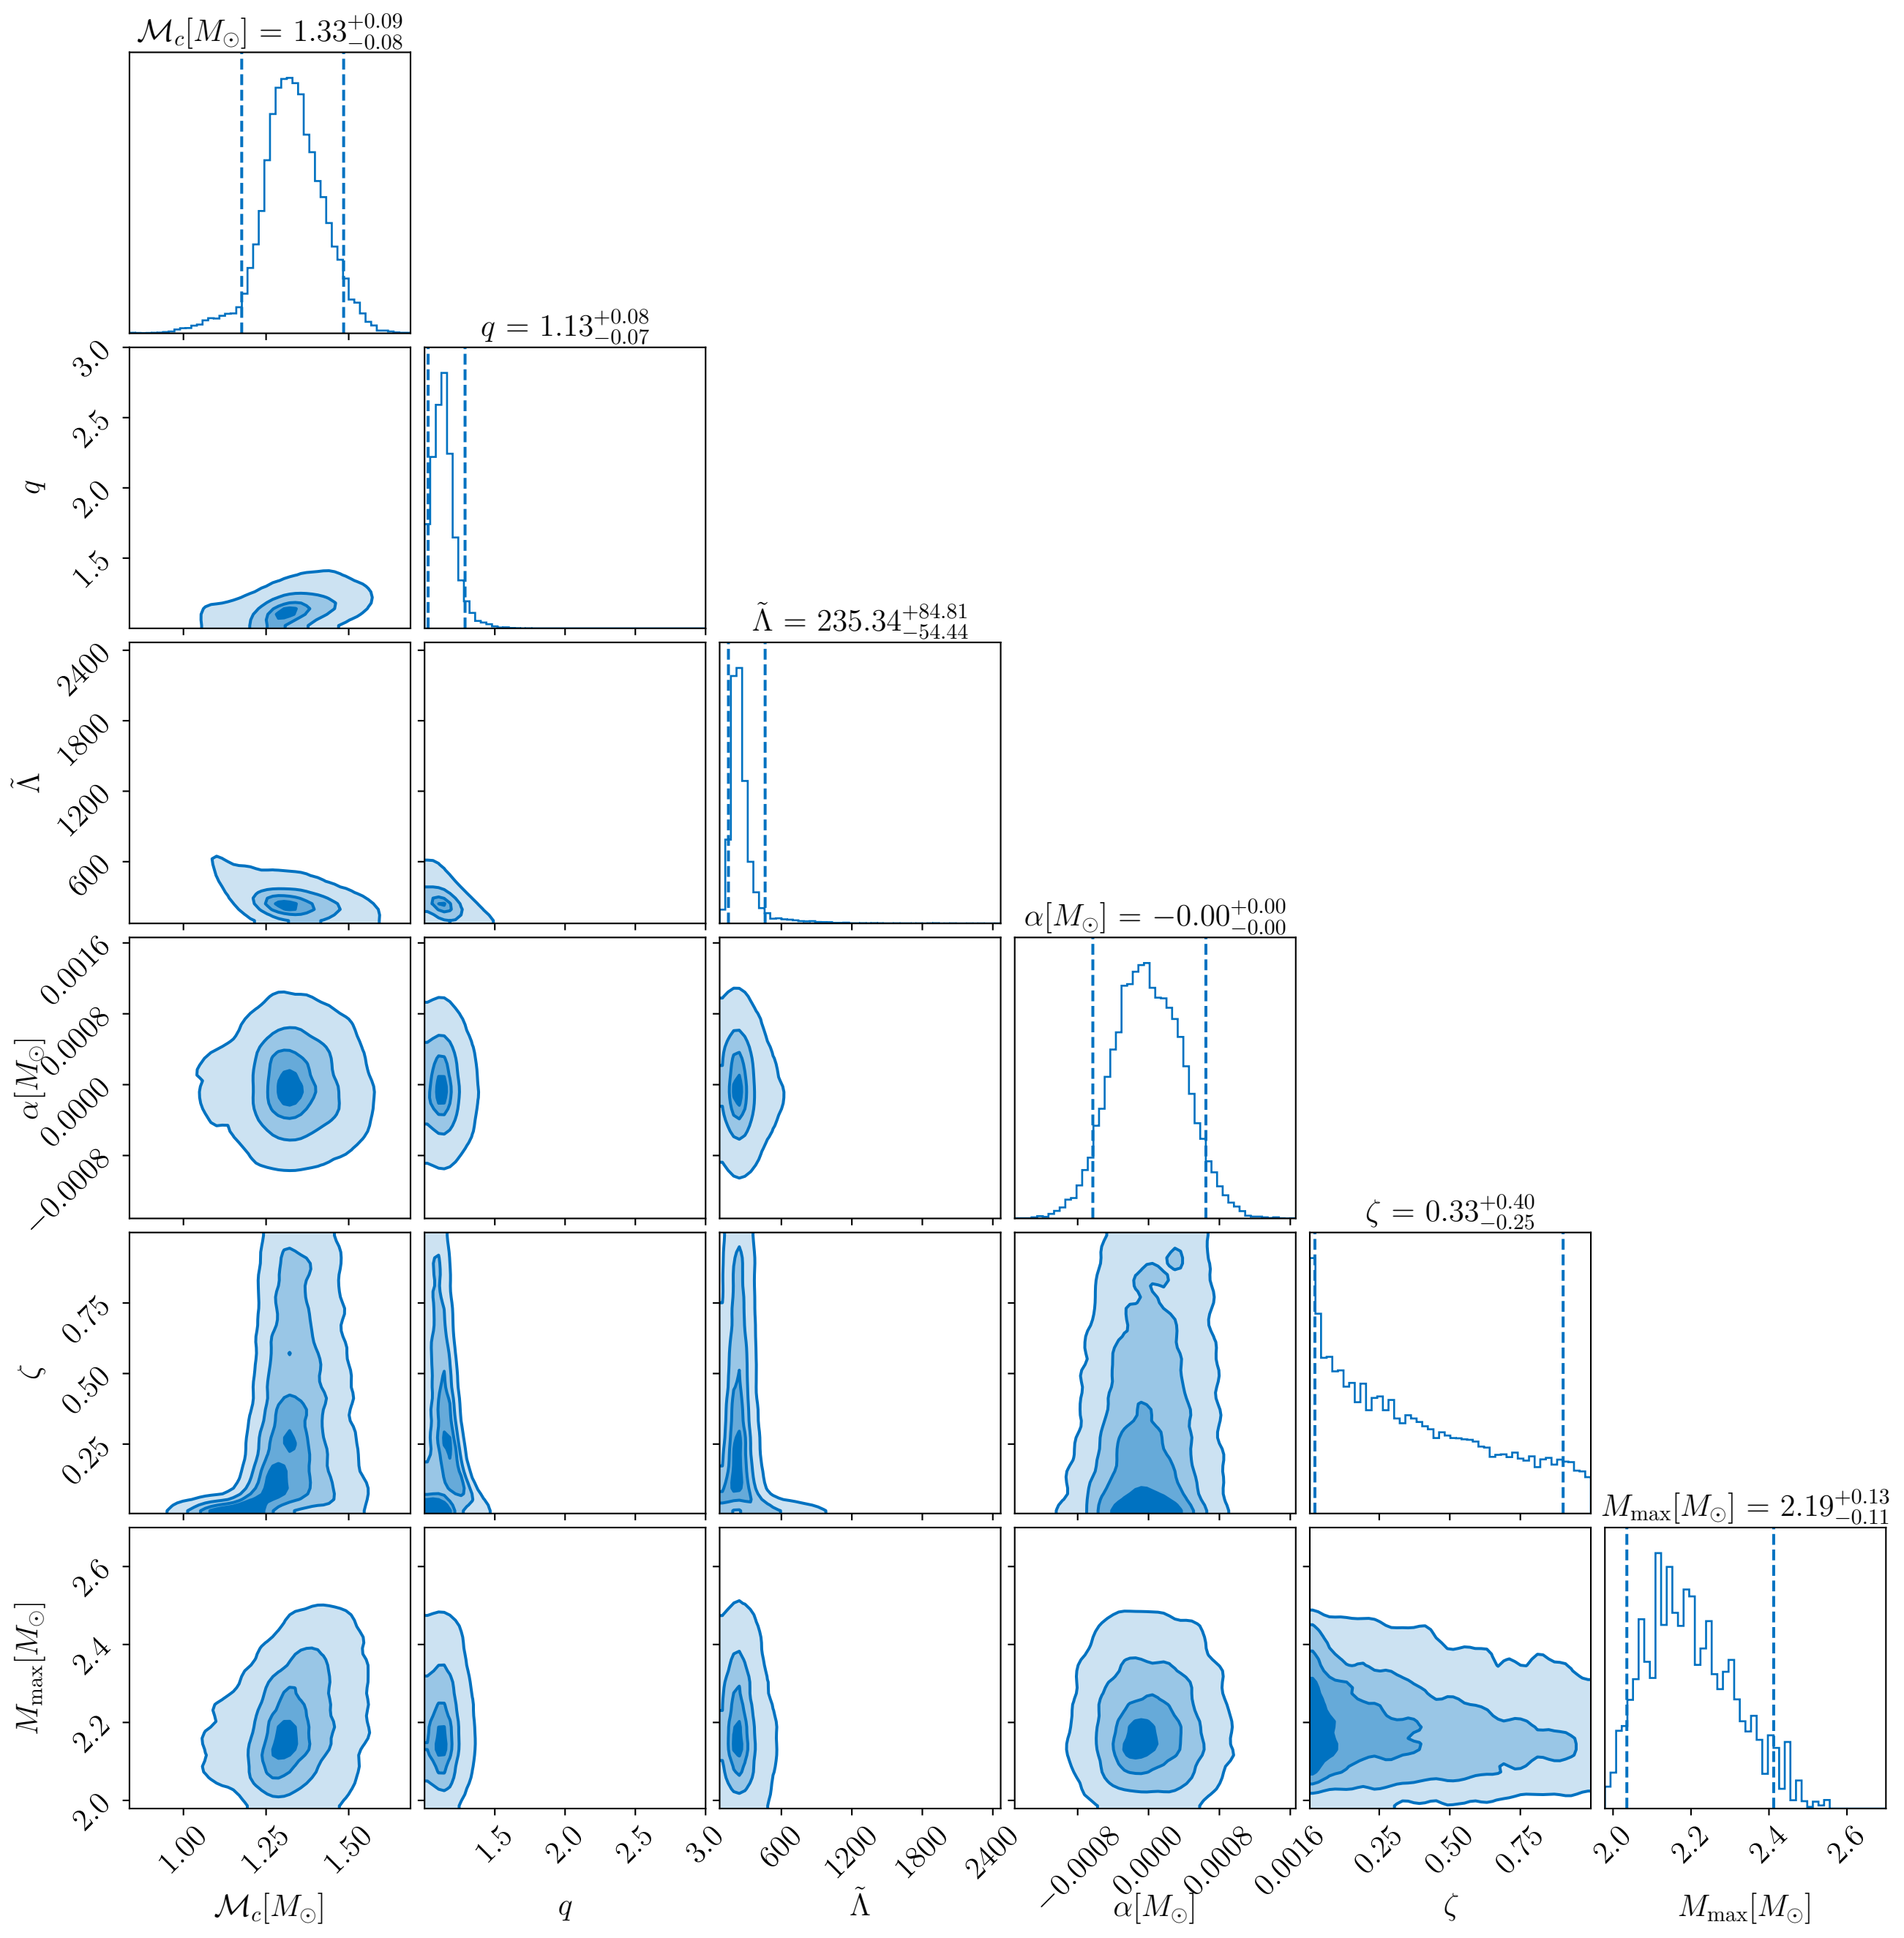 𝓜_c[M_⊙] = 1.33^{+0.09}_{−0.08}
q = 1.13^{+0.08}_{−0.07}
3.0
2.5
2.0
1.5
q
Λ̃ = 235.34^{+84.81}_{−54.44}
2400
1800
1200
600
Λ̃
α[M_⊙] = −0.00^{+0.00}_{−0.00}
0.0016
0.0008
0.0000
−0.0008
α[M_⊙]
ζ = 0.33^{+0.40}_{−0.25}
0.75
0.50
0.25
ζ
M_max[M_⊙] = 2.19^{+0.13}_{−0.11}
2.6
2.4
2.2
2.0
M_max[M_⊙]
1.00 1.25 1.50 1.5 2.0 2.5 3.0 600 1200 1800 2400 −0.0008 0.0000 0.0008 0.0016 0.25 0.50 0.75 2.0 2.2 2.4 2.6
𝓜_c[M_⊙] q Λ̃ α[M_⊙] ζ M_max[M_⊙]